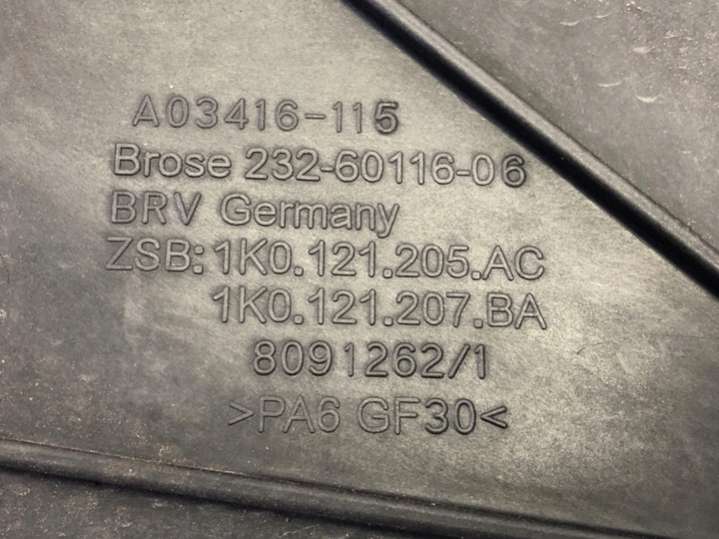 A03416-115
Brose 232-60116-06
BRV Germany
ZSB: 1K0.121.205.AC
1K0.121.207.BA
8091262/1
>PA6 GF30<